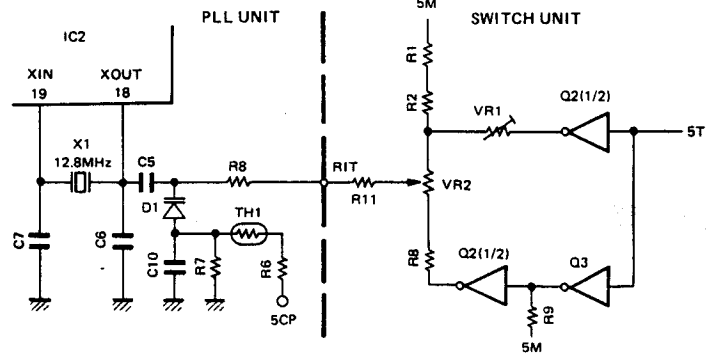 PLL UNIT
SWITCH UNIT
IC2
XIN
19
XOUT
18
X1
12.8MHz
C5
R8
RIT
R11
C7
C6
D1
C10
R7
TH1
R6
5CP
5M
R1
R2
VR1
Q2(1/2)
5T
VR2
R8
Q2(1/2)
Q3
R9
5M